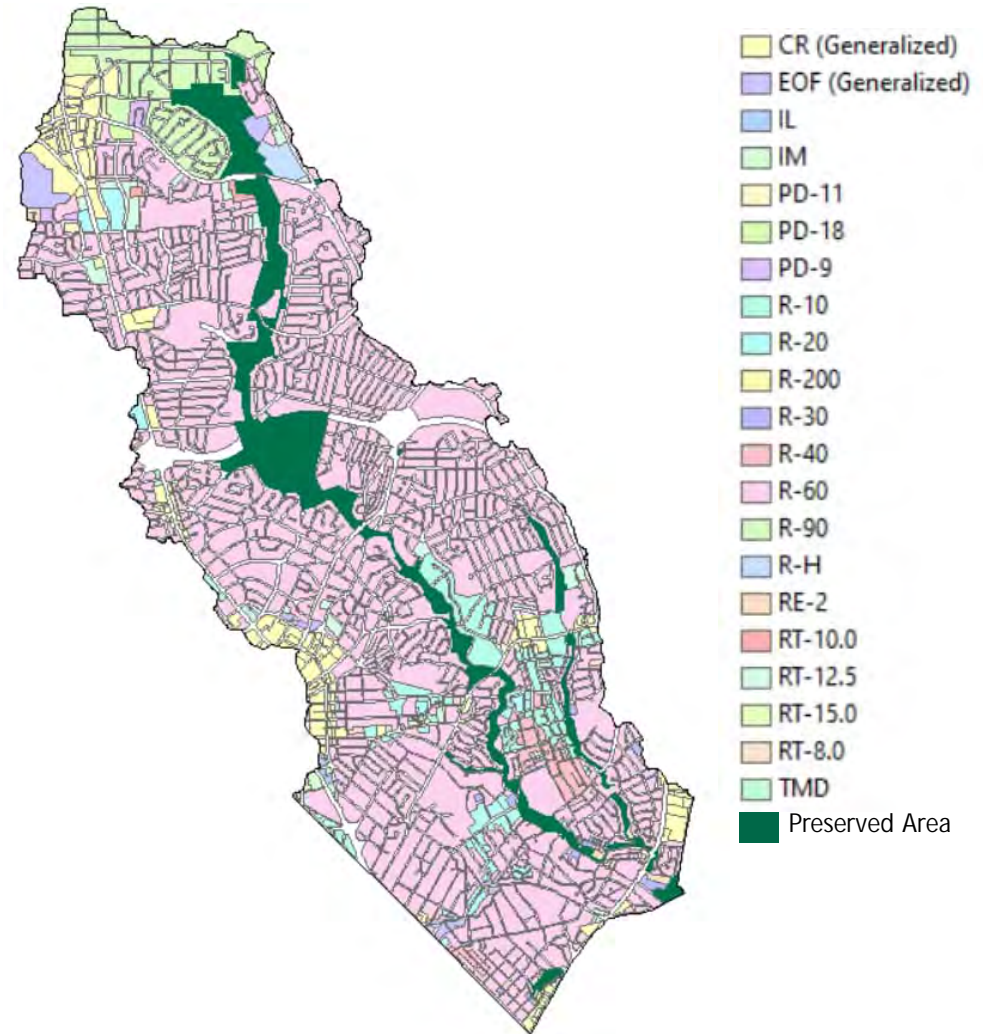 CR (Generalized)
EOF (Generalized)
IL
IM
PD-11
PD-18
PD-9
R-10
R-20
R-200
R-30
R-40
R-60
R-90
R-H
RE-2
RT-10.0
RT-12.5
RT-15.0
RT-8.0
TMD
Preserved Area